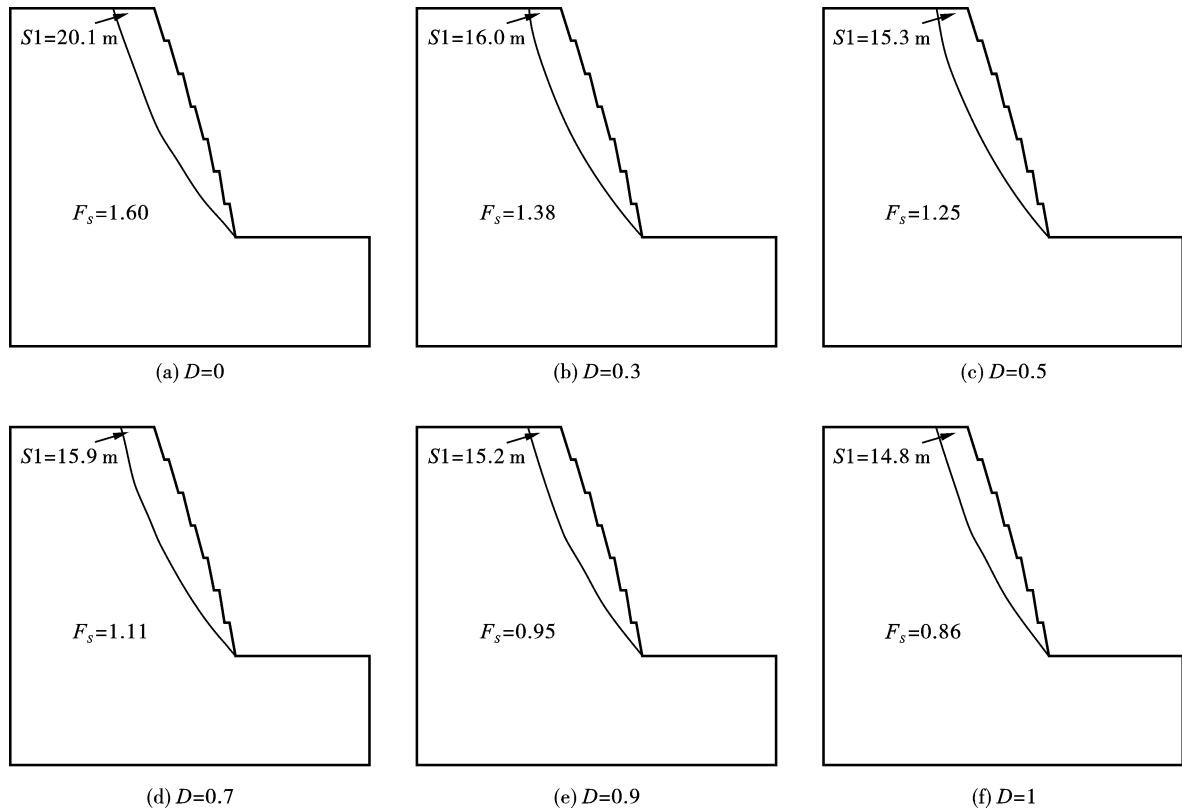 S1=20.1 m
F_s=1.60
(a) D=0
S1=16.0 m
F_s=1.38
(b) D=0.3
S1=15.3 m
F_s=1.25
(c) D=0.5
S1=15.9 m
F_s=1.11
(d) D=0.7
S1=15.2 m
F_s=0.95
(e) D=0.9
S1=14.8 m
F_s=0.86
(f) D=1